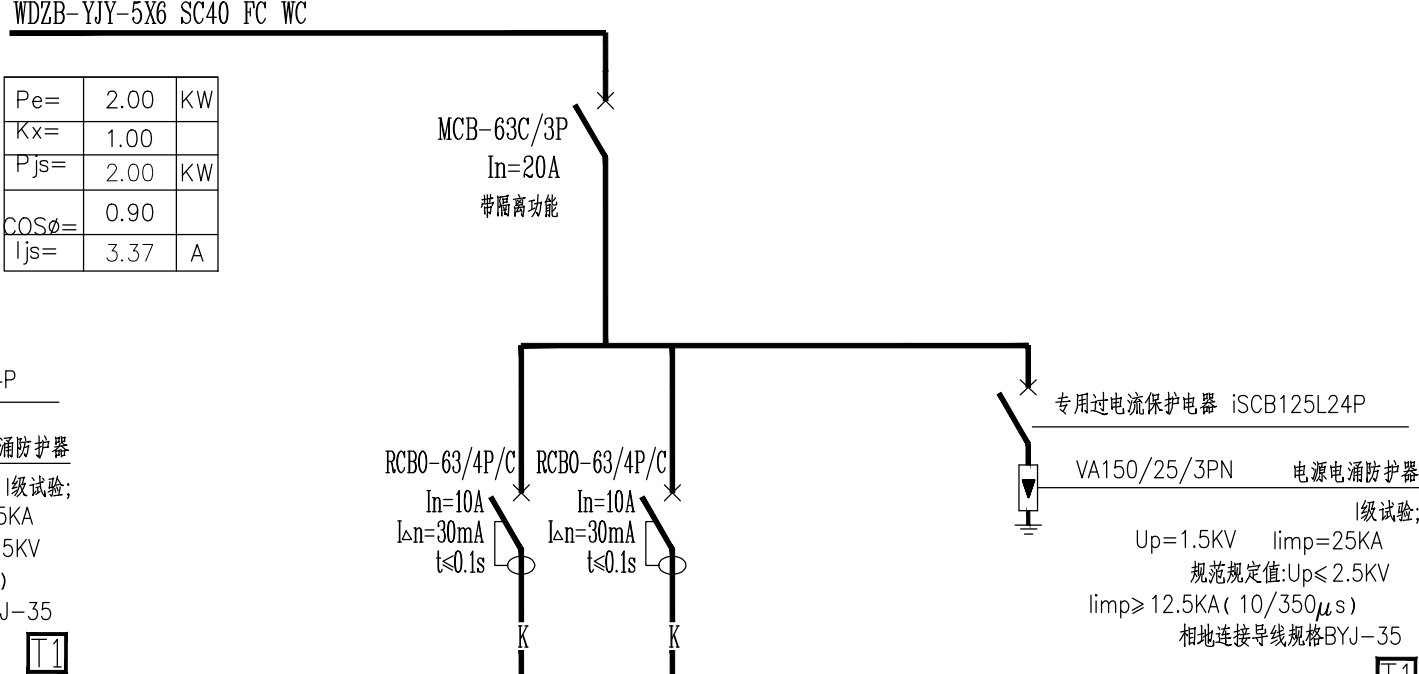 WDZB-YJY-5X6 SC40 FC WC
Pe= 2.00 KW
Kx= 1.00
Pjs= 2.00 KW
COSø= 0.90
Ijs= 3.37 A
MCB-63C/3P
In=20A
带隔离功能
P
涌防护器
I级试验;
5KA
5KV
)
J-35
T1
RCBO-63/4P/C
In=10A
I△n=30mA
t≤0.1s
K
RCBO-63/4P/C
In=10A
I△n=30mA
t≤0.1s
K
专用过电流保护电器 iSCB125L24P
VA150/25/3PN 电源电涌防护器
I级试验;
Up=1.5KV Iimp=25KA
规范规定值:Up≤2.5KV
Iimp≥12.5KA(10/350μs)
相地连接导线规格BYJ-35
T1